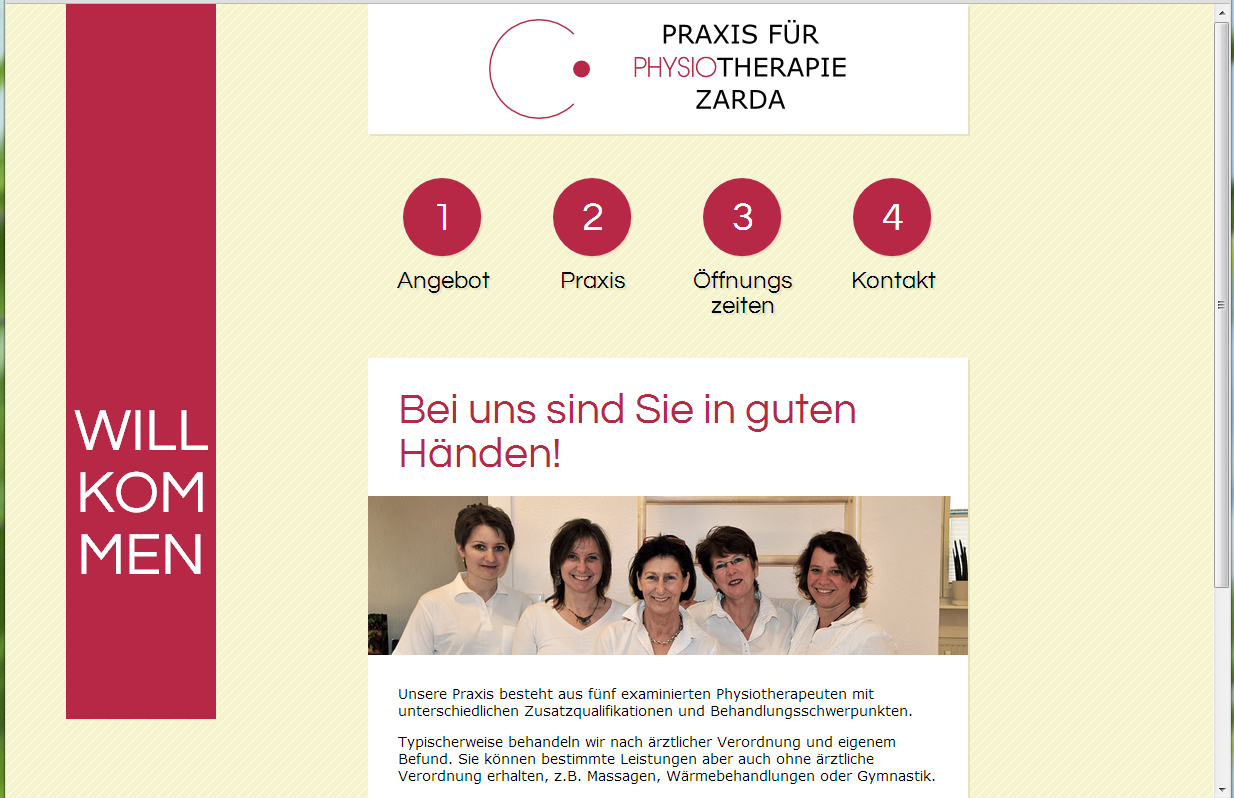 PRAXIS FÜR
PHYSIOTHERAPIE
ZARDA
1
Angebot
2
Praxis
3
Öffnungs
zeiten
4
Kontakt
WILL
KOM
MEN
Bei uns sind Sie in guten
Händen!
Unsere Praxis besteht aus fünf examinierten Physiotherapeuten mit
unterschiedlichen Zusatzqualifikationen und Behandlungsschwerpunkten.
Typischerweise behandeln wir nach ärztlicher Verordnung und eigenem
Befund. Sie können bestimmte Leistungen aber auch ohne ärztliche
Verordnung erhalten, z.B. Massagen, Wärmebehandlungen oder Gymnastik.